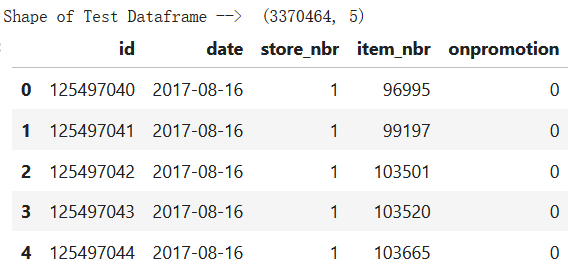 Shape of Test Dataframe --> (3370464, 5)
id date store_nbr item_nbr onpromotion
0 125497040 2017-08-16 1 96995 0
1 125497041 2017-08-16 1 99197 0
2 125497042 2017-08-16 1 103501 0
3 125497043 2017-08-16 1 103520 0
4 125497044 2017-08-16 1 103665 0